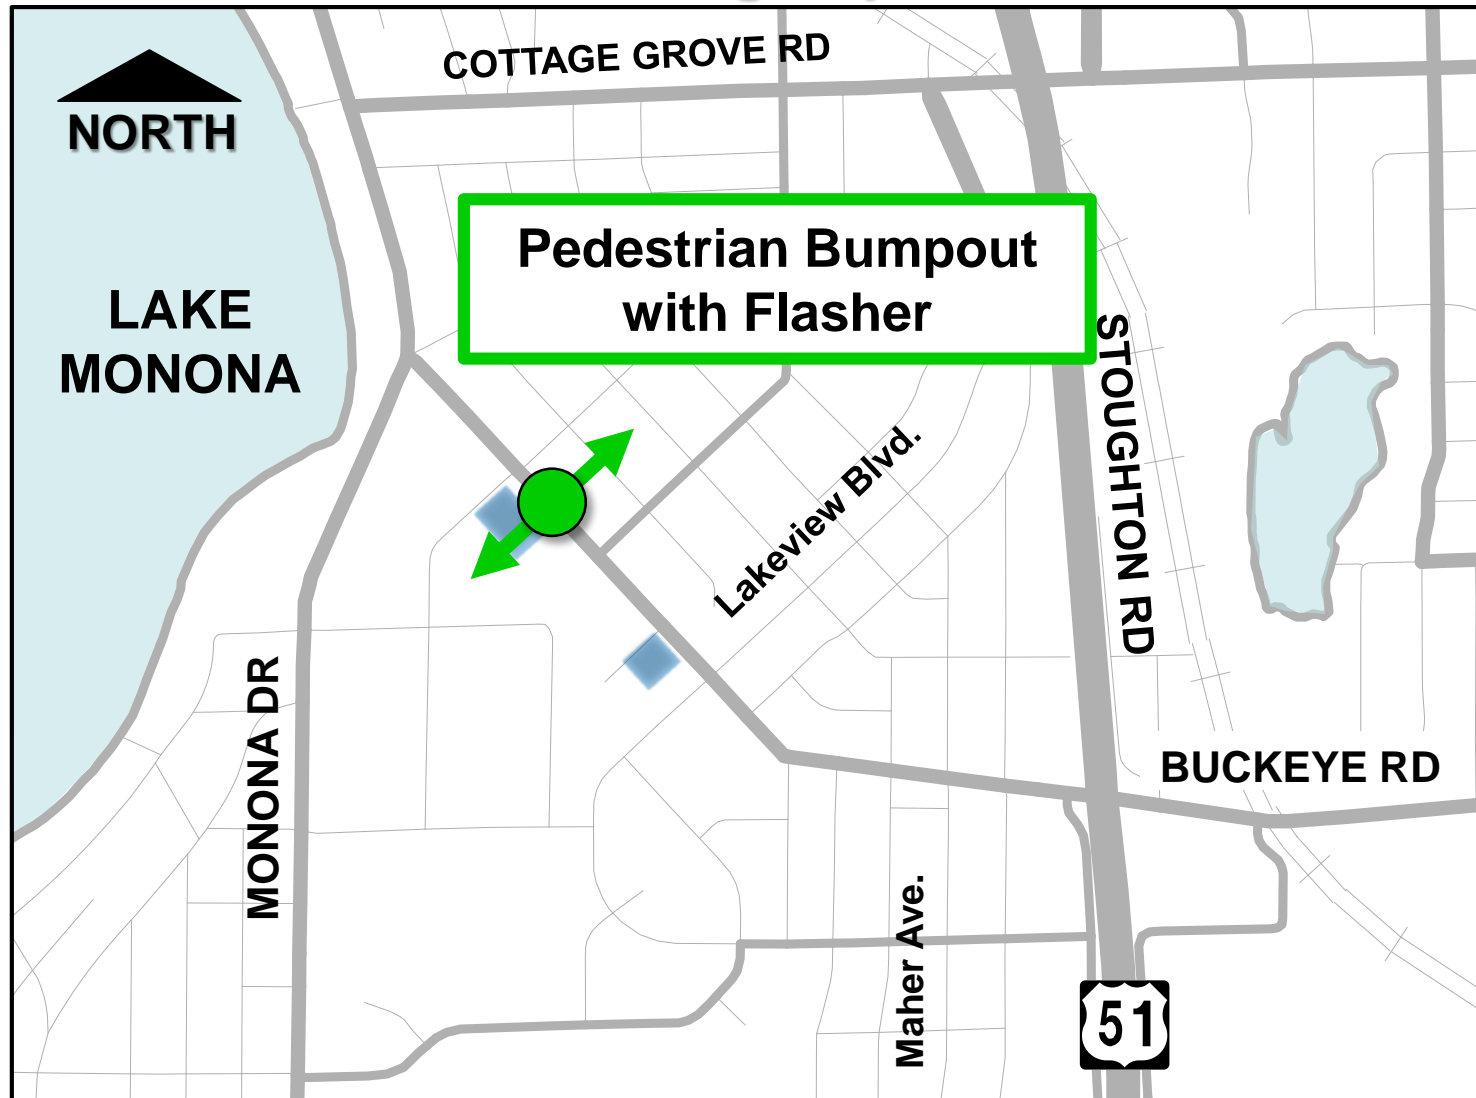 COTTAGE GROVE RD
NORTH
Pedestrian Bumpout
with Flasher
LAKE
MONONA
STOUGHTON RD
Lakeview Blvd.
MONONA DR
BUCKEYE RD
Maher Ave.
51